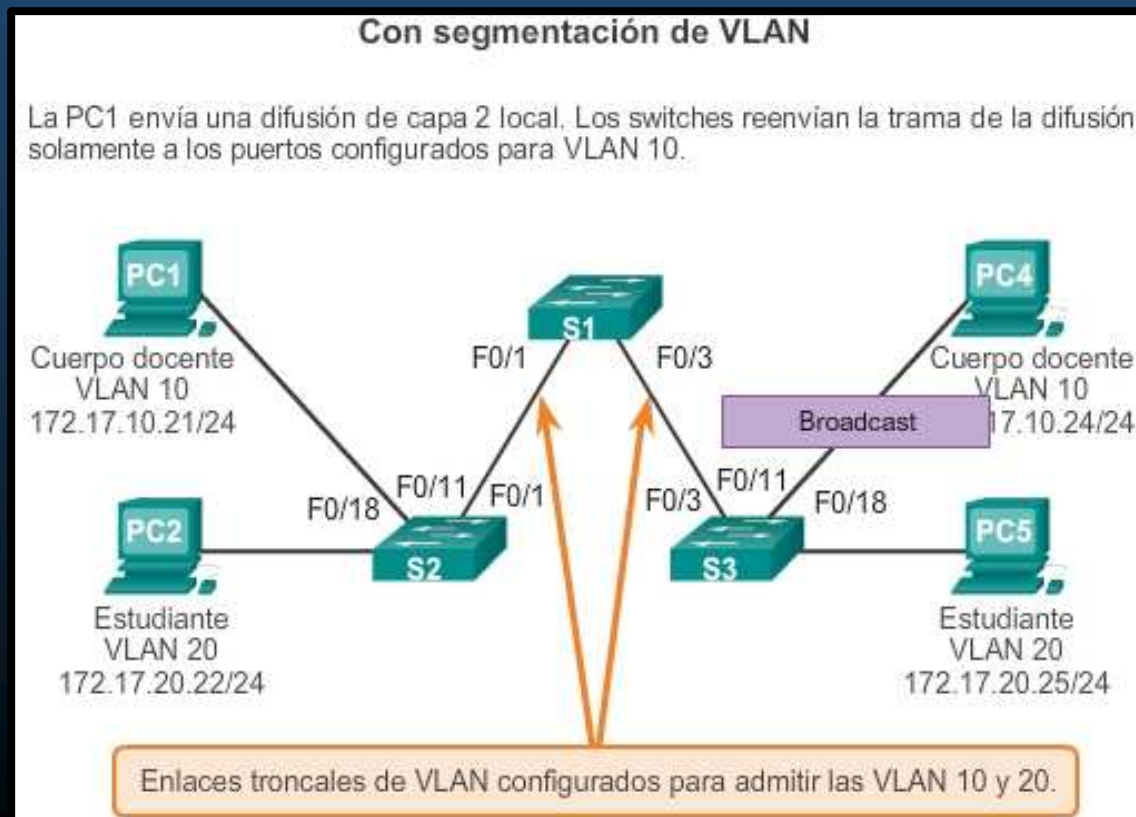 Con segmentación de VLAN
La PC1 envía una difusión de capa 2 local. Los switches reenvían la trama de la difusión
solamente a los puertos configurados para VLAN 10.
PC1
Cuerpo docente
VLAN 10
172.17.10.21/24
S1
F0/1
F0/3
PC4
Cuerpo docente
VLAN 10
17.10.24/24
Broadcast
F0/11
F0/18
F0/1
S2
F0/11
F0/3
F0/18
S3
PC2
Estudiante
VLAN 20
172.17.20.22/24
PC5
Estudiante
VLAN 20
172.17.20.25/24
Enlaces troncales de VLAN configurados para admitir las VLAN 10 y 20.